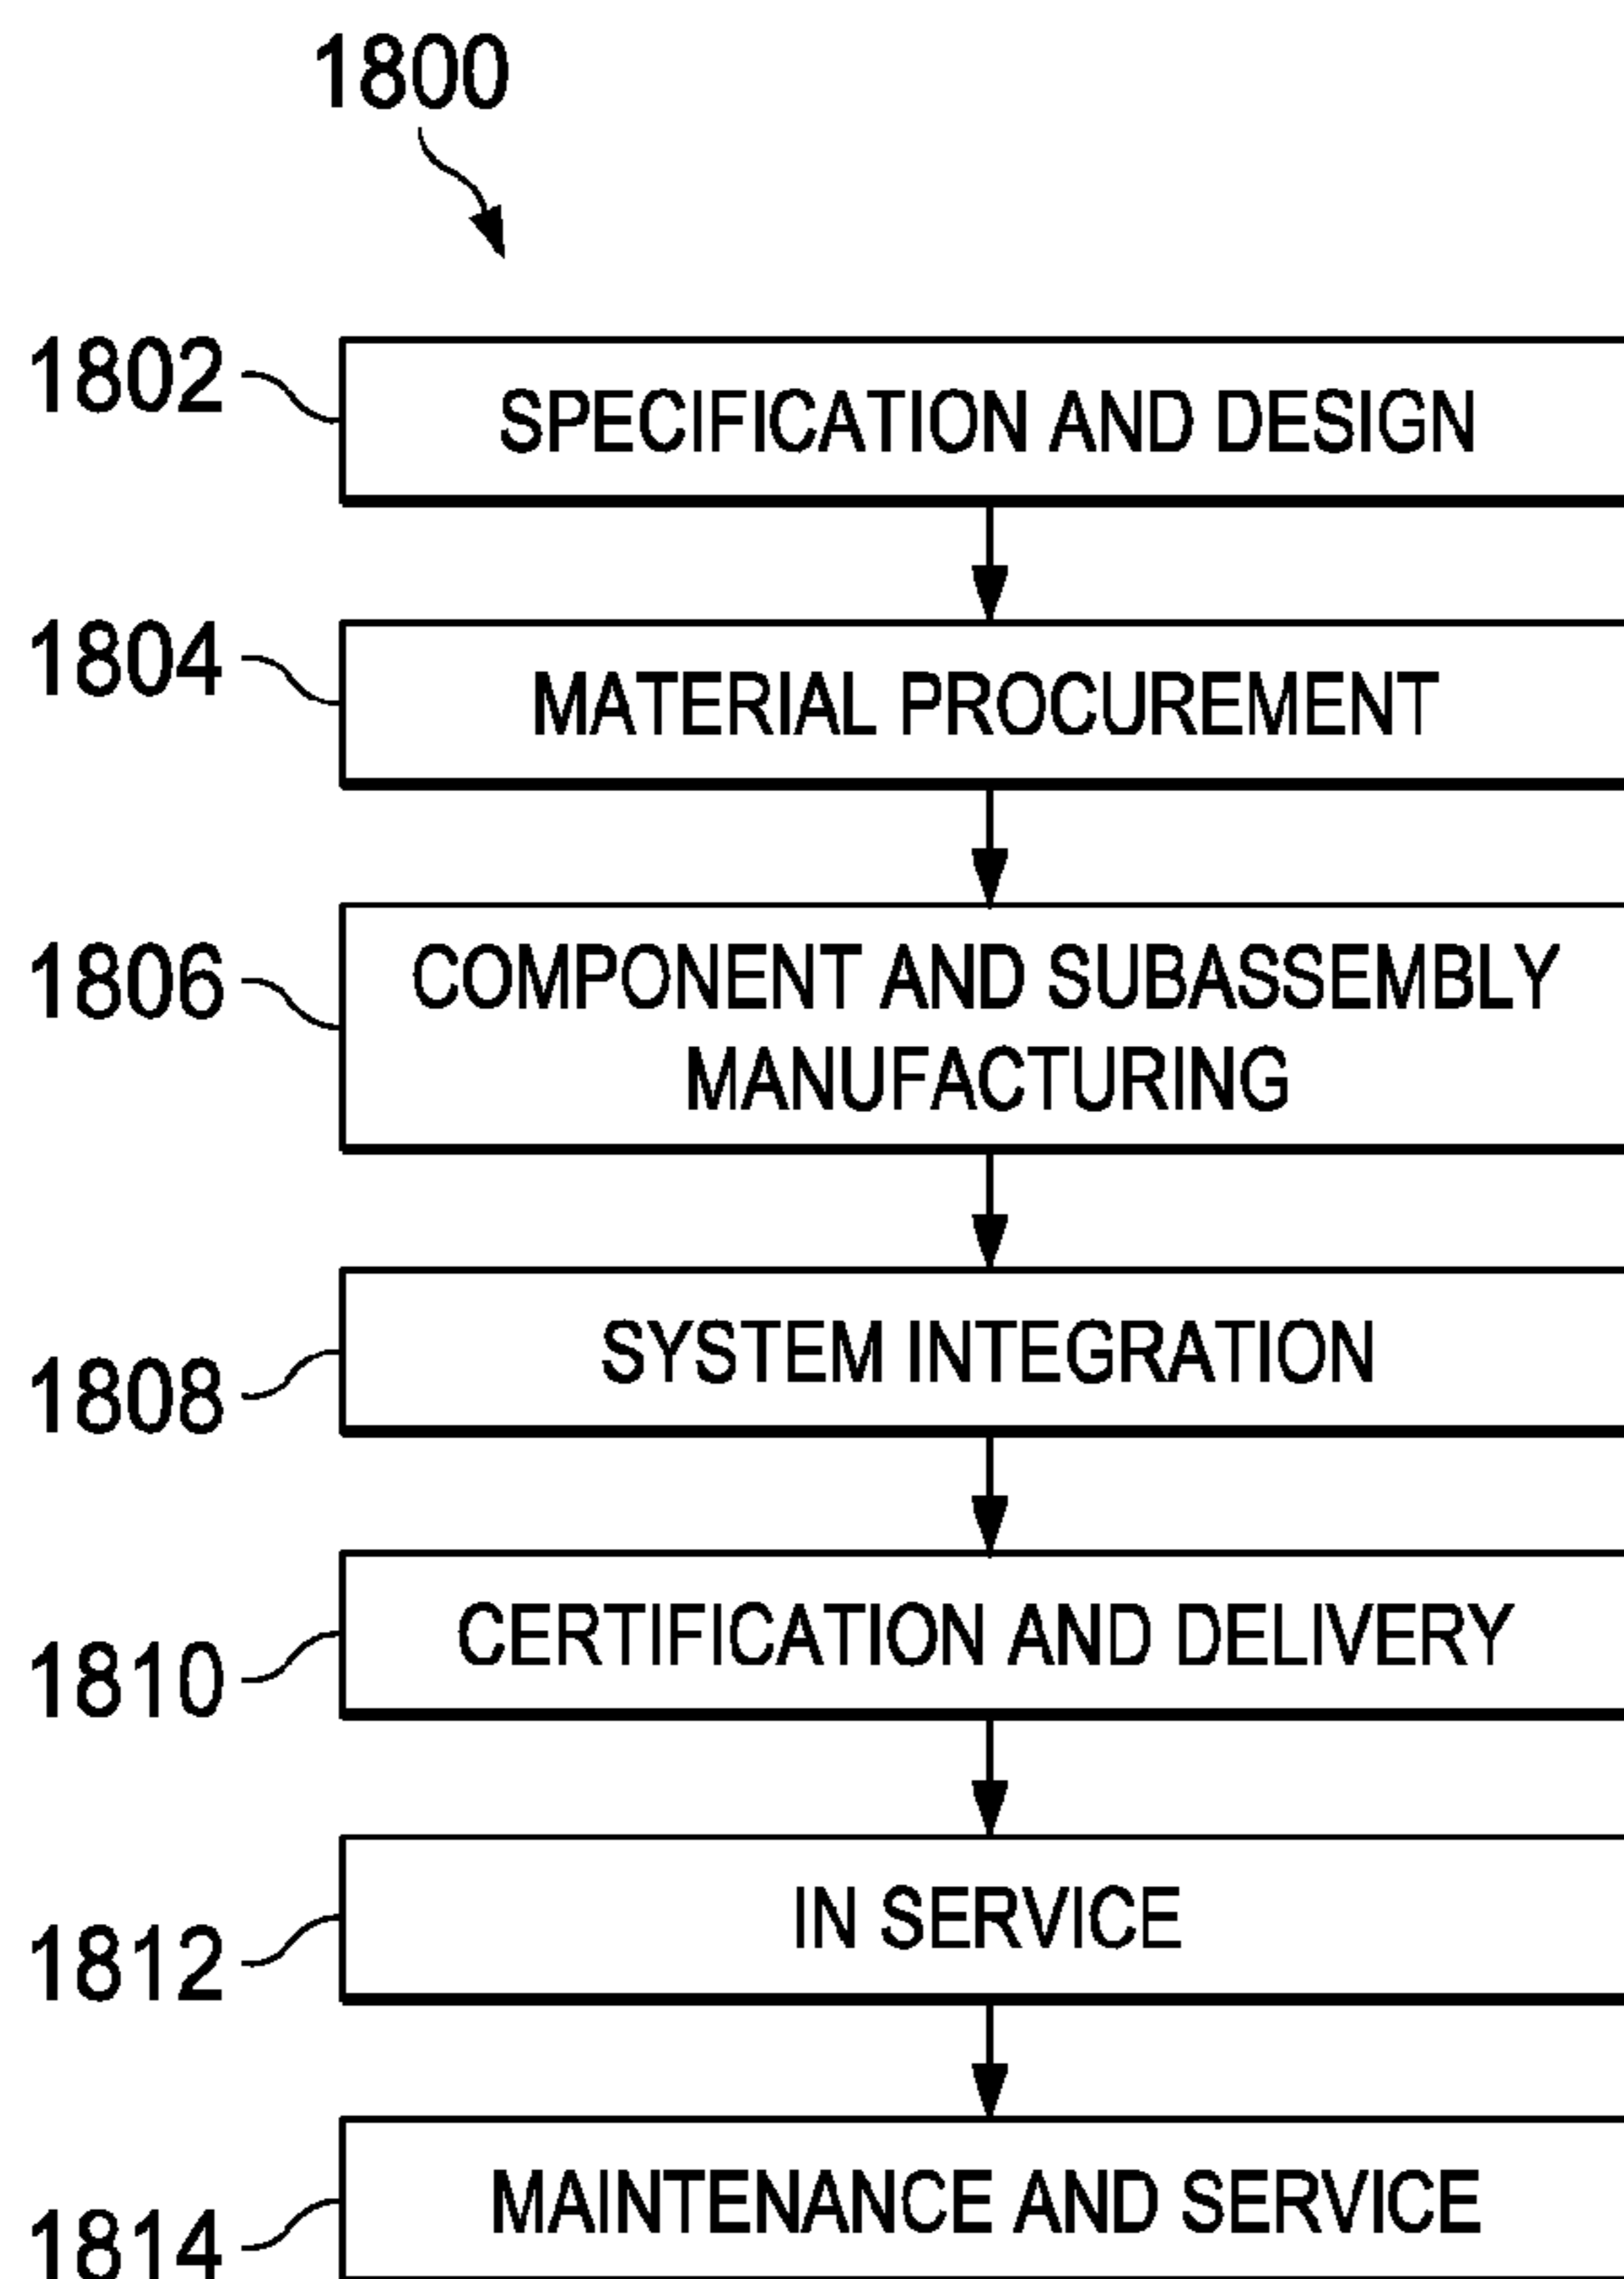 1800
1802
SPECIFICATION AND DESIGN
1804
MATERIAL PROCUREMENT
1806
COMPONENT AND SUBASSEMBLY
MANUFACTURING
1808
SYSTEM INTEGRATION
1810
CERTIFICATION AND DELIVERY
1812
IN SERVICE
1814
MAINTENANCE AND SERVICE